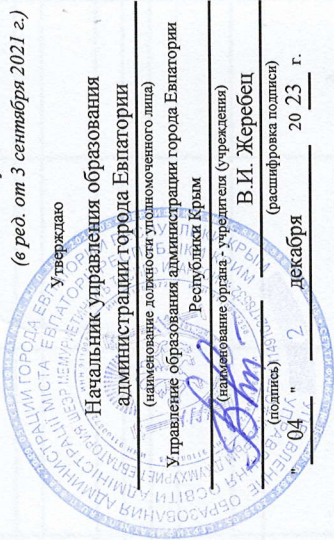 (в ред. от 3 сентября 2021 г.)
Утверждаю
Начальник управления образования
администрации города Евпатории
(наименование должности уполномоченного лица)
Управление образования администрации города Евпатории
Республики Крым
(наименование органа - учредителя (учреждения)
В.И. Жеребец
(подпись) (расшифровка подписи)
" 04 " 2 декабря 20 23 г.